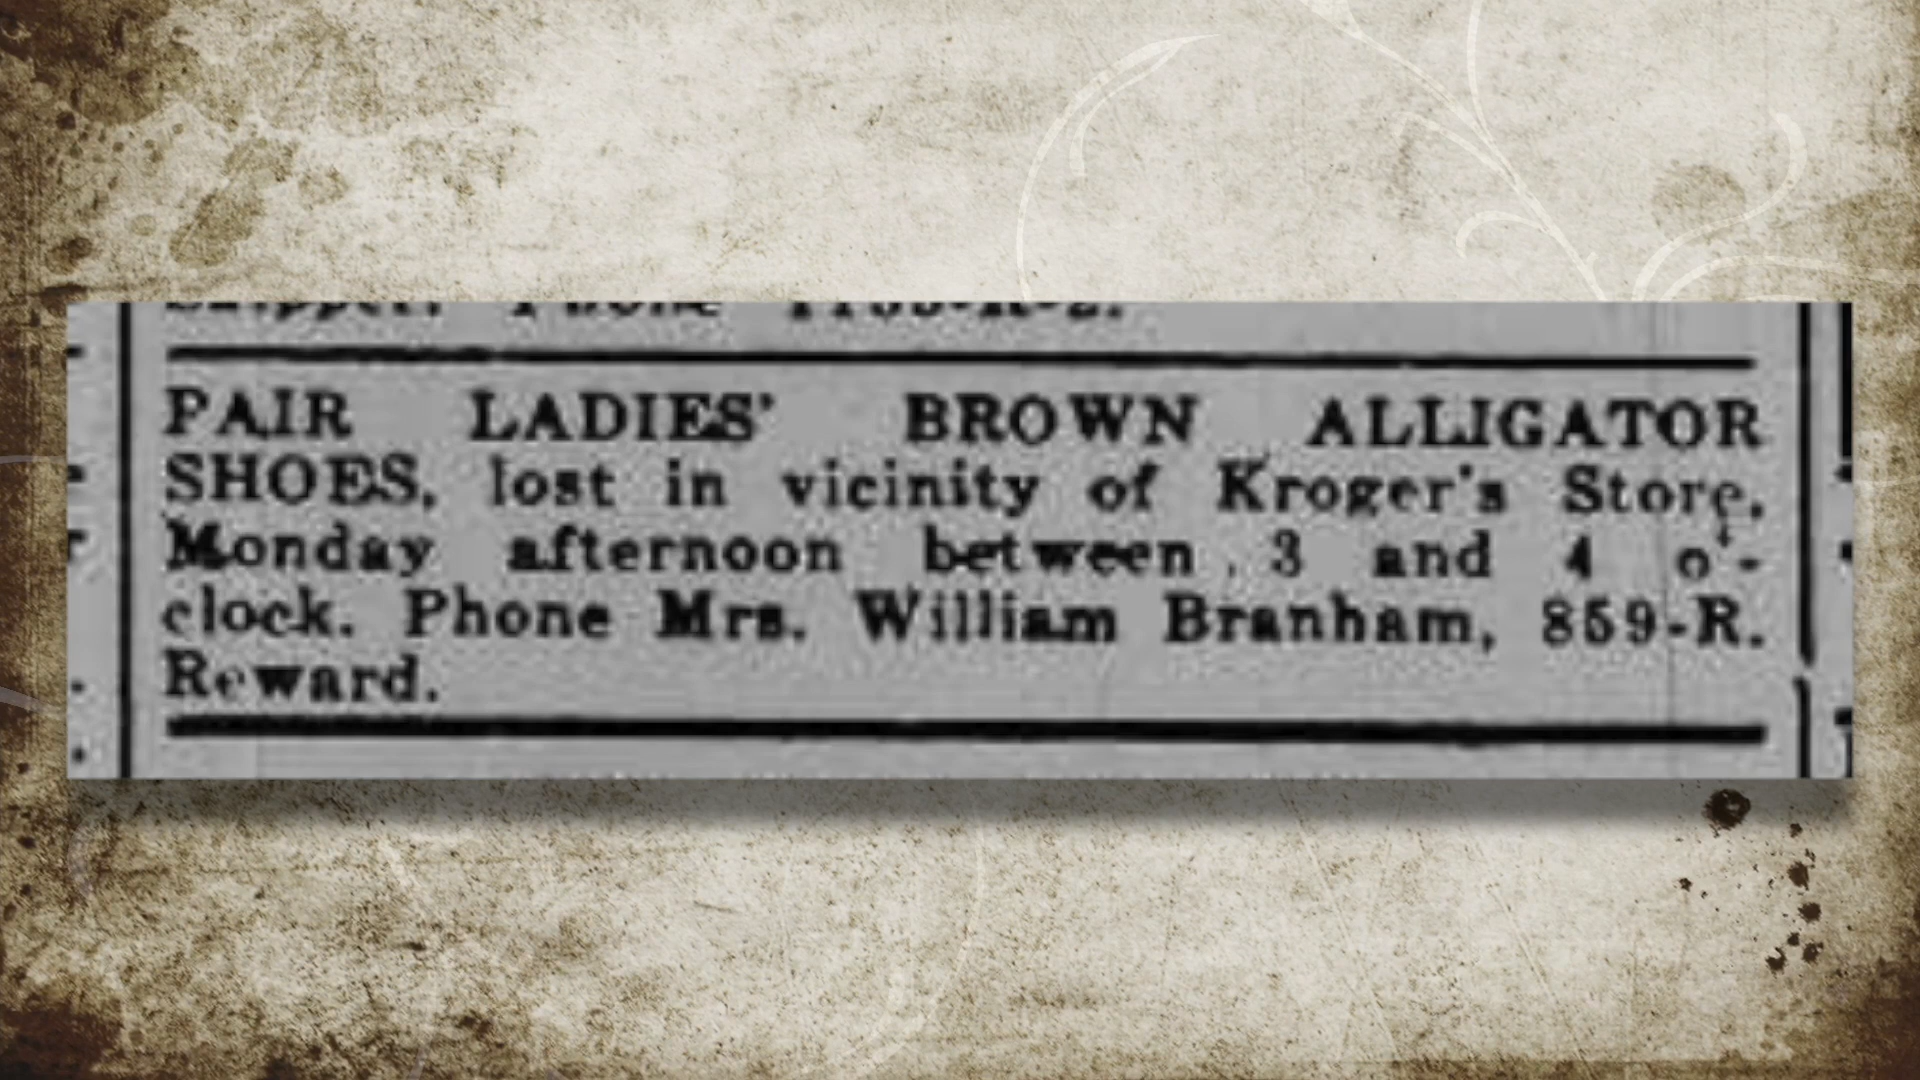 Phone
PAIR LADIES' BROWN ALLIGATOR
SHOES, lost in vicinity of Kroger's Store,
Monday afternoon between 3 and 4 o'-
clock. Phone Mrs. William Branham, 859-R.
Reward.